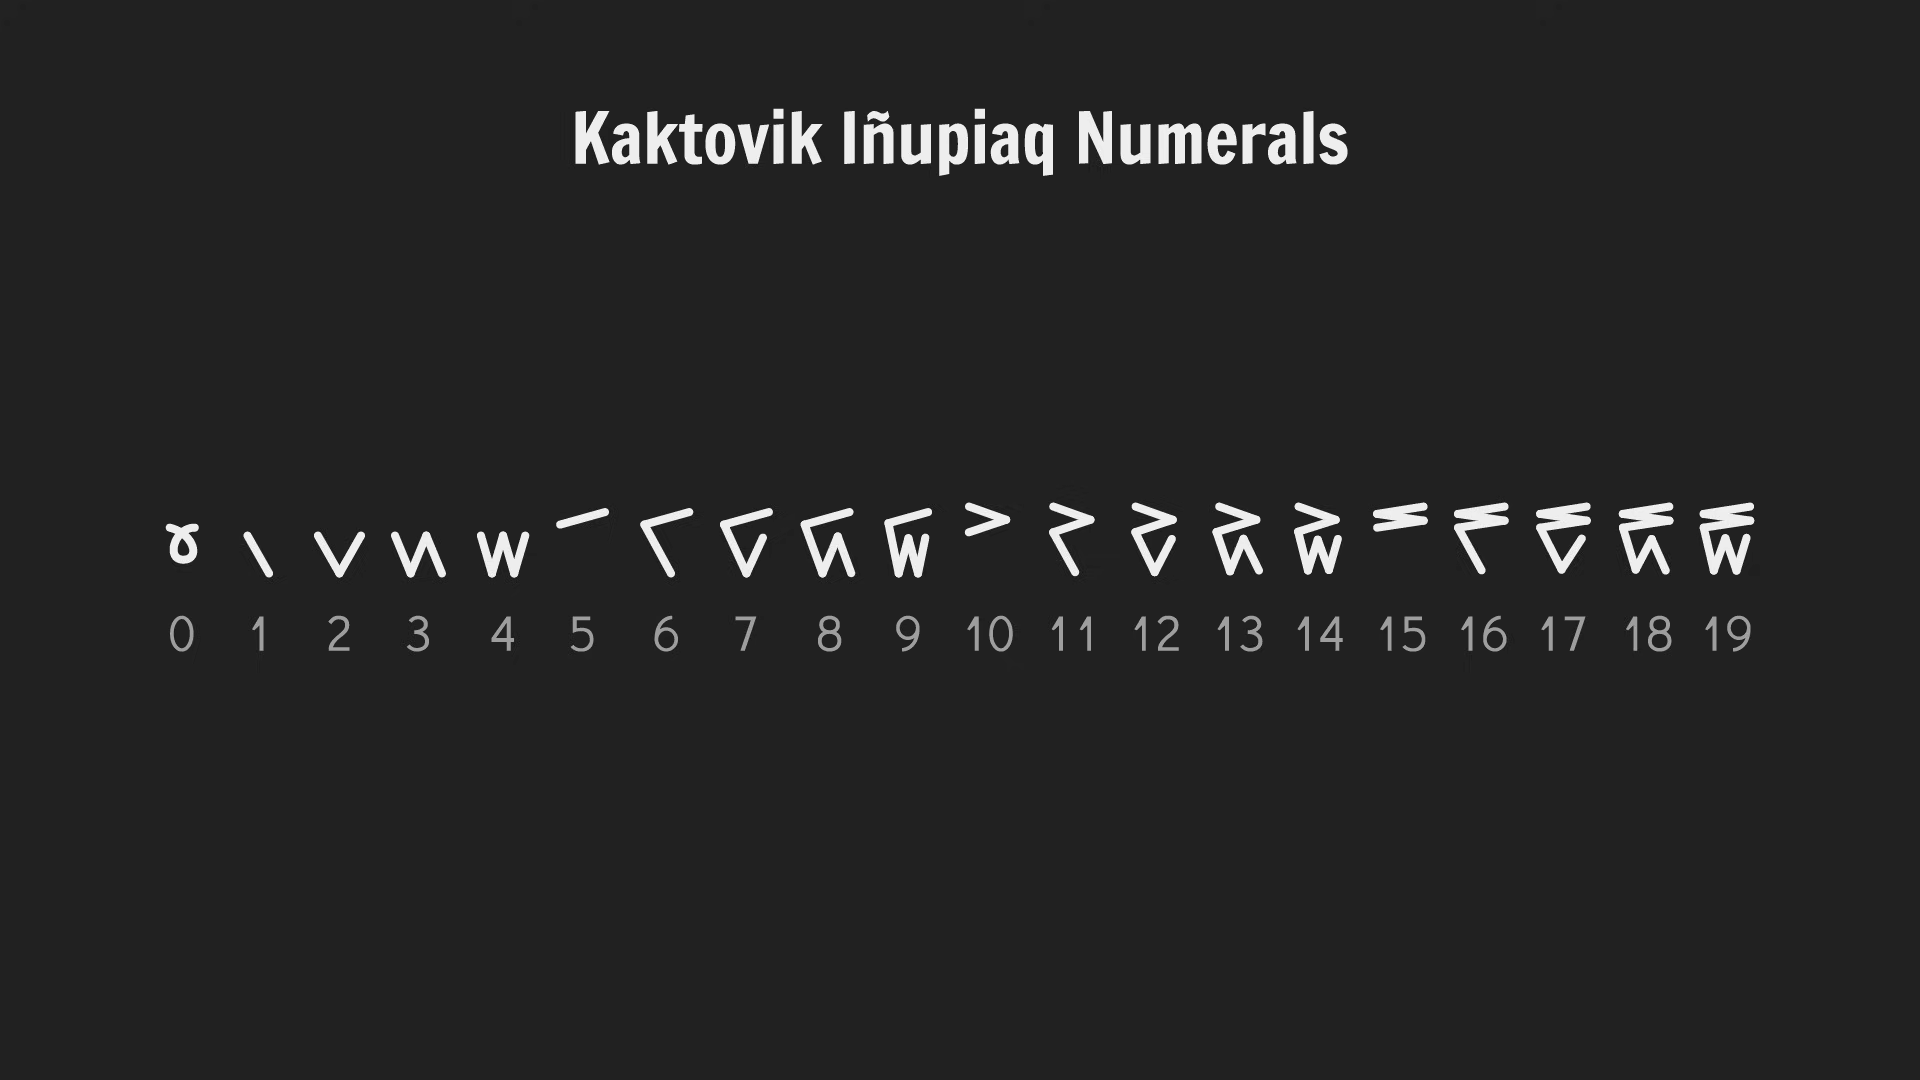 Kaktovik Iñupiaq Numerals
𝋀 𝋁 𝋂 𝋃 𝋄 𝋅 𝋆 𝋇 𝋈 𝋉 𝋊 𝋋 𝋌 𝋍 𝋎 𝋏 𝋐 𝋑 𝋒 𝋓
0 1 2 3 4 5 6 7 8 9 10 11 12 13 14 15 16 17 18 19